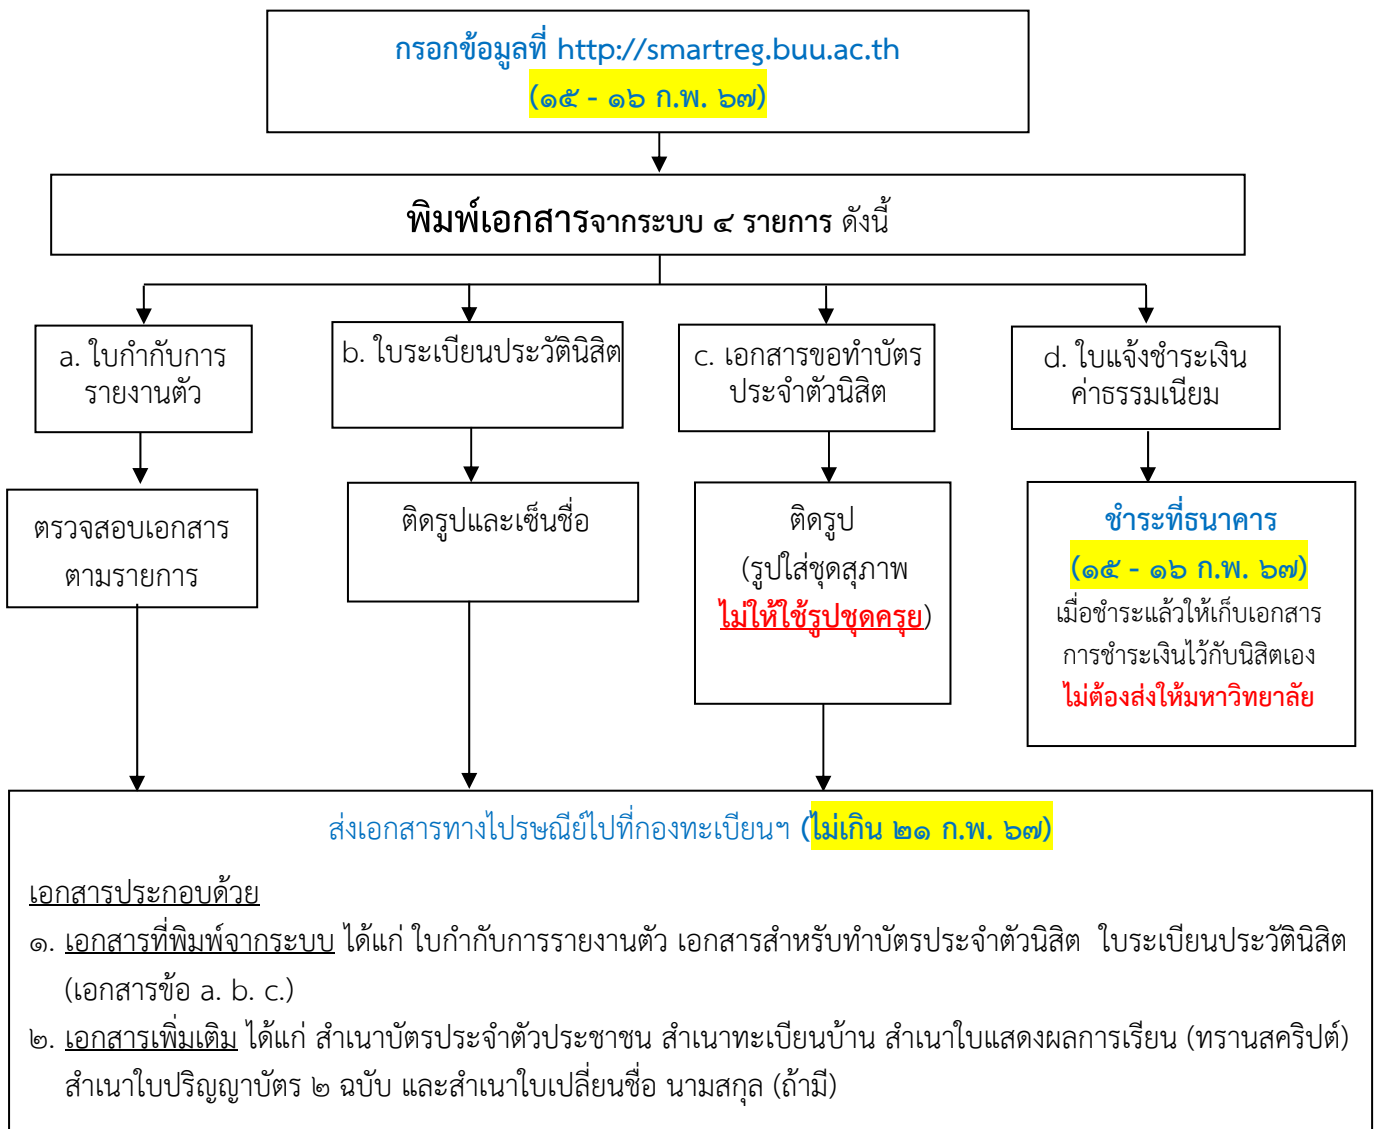 กรอกข้อมูลที่ http://smartreg.buu.ac.th
(๑๕ - ๑๖ ก.พ. ๖๗)
พิมพ์เอกสารจากระบบ ๔ รายการ ดังนี้
a. ใบกำกับการ
รายงานตัว
b. ใบระเบียนประวัตินิสิต
c. เอกสารขอทำบัตร
ประจำตัวนิสิต
d. ใบแจ้งชำระเงิน
ค่าธรรมเนียม
ตรวจสอบเอกสาร
ตามรายการ
ติดรูปและเซ็นชื่อ
ติดรูป
(รูปใส่ชุดสุภาพ
ไม่ให้ใช้รูปชุดครุย)
ชำระที่ธนาคาร
(๑๕ - ๑๖ ก.พ. ๖๗)
เมื่อชำระแล้วให้เก็บเอกสาร
การชำระเงินไว้กับนิสิตเอง
ไม่ต้องส่งให้มหาวิทยาลัย
ส่งเอกสารทางไปรษณีย์ไปที่กองทะเบียนฯ (ไม่เกิน ๒๑ ก.พ. ๖๗)
เอกสารประกอบด้วย
๑. เอกสารที่พิมพ์จากระบบ ได้แก่ ใบกำกับการรายงานตัว เอกสารสำหรับทำบัตรประจำตัวนิสิต ใบระเบียนประวัตินิสิต
(เอกสารข้อ a. b. c.)
๒. เอกสารเพิ่มเติม ได้แก่ สำเนาบัตรประจำตัวประชาชน สำเนาทะเบียนบ้าน สำเนาใบแสดงผลการเรียน (ทรานสคริปต์)
สำเนาใบปริญญาบัตร ๒ ฉบับ และสำเนาใบเปลี่ยนชื่อ นามสกุล (ถ้ามี)